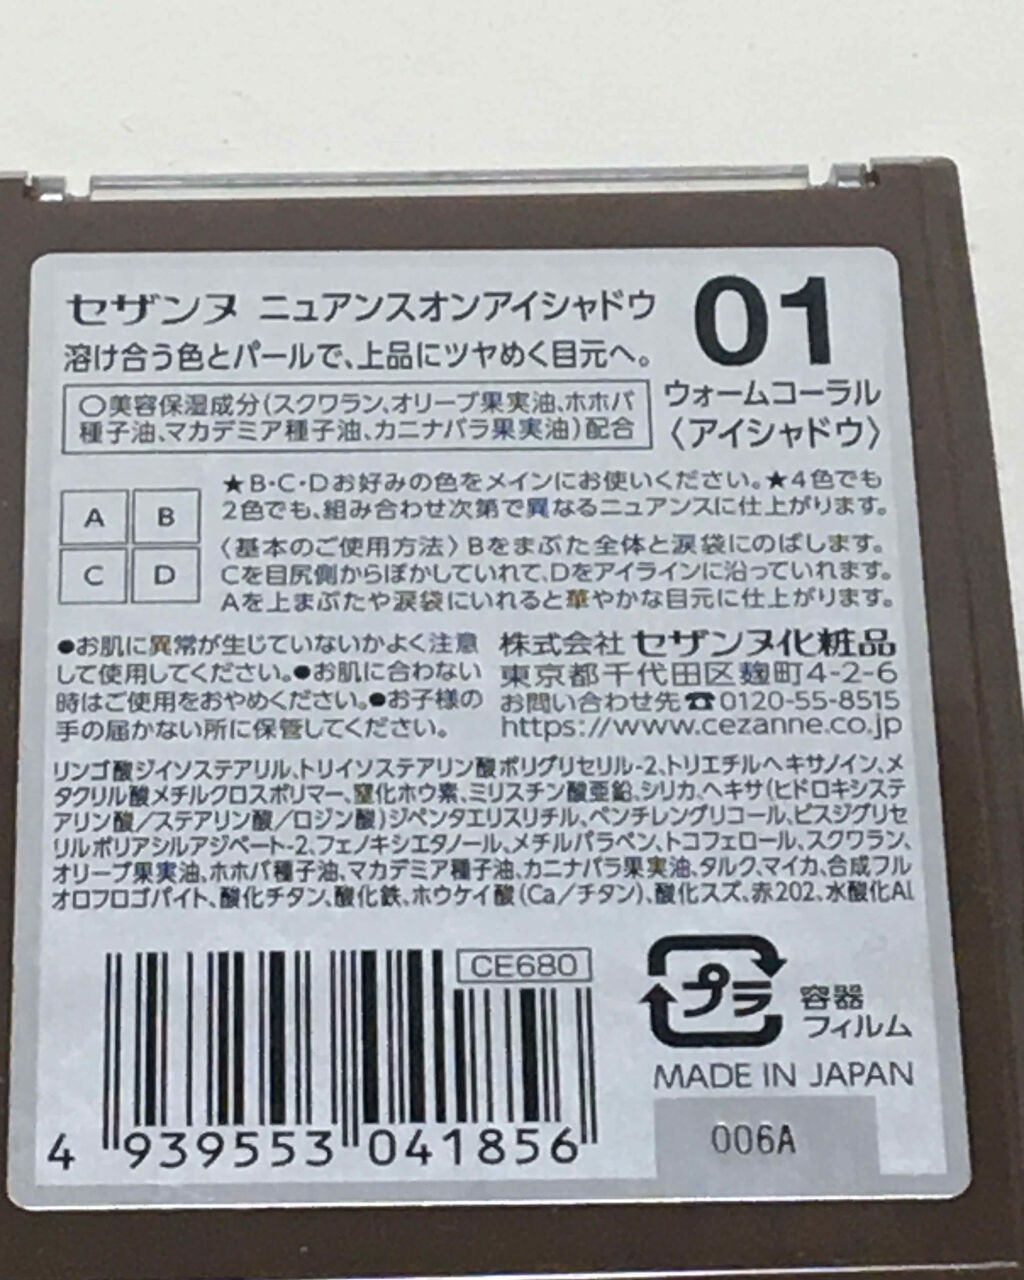 セザンヌ ニュアンスオンアイシャドウ
溶け合う色とパールで、上品にツヤめく目元へ。
01
ウォームコーラル
〈アイシャドウ〉
○美容保湿成分(スクワラン、オリーブ果実油、ホホバ
種子油、マカデミア種子油、カニナバラ果実油)配合
A
B
C
D
★B・C・Dお好みの色をメインにお使いください。★4色でも
2色でも、組み合わせ次第で異なるニュアンスに仕上がります。
〈基本のご使用方法〉Bをまぶた全体と涙袋にのばします。
Cを目尻側からぼかしていれて、Dをアイラインに沿っていれます。
Aを上まぶたや涙袋にいれると華やかな目元に仕上がります。
●お肌に異常が生じていないかよく注意
して使用してください。●お肌に合わない
時はご使用をおやめください。●お子様の
手の届かない所に保管してください。
株式会社 セザンヌ化粧品
東京都千代田区麹町4-2-6
お問い合わせ先☎0120-55-8515
https://www.cezanne.co.jp
リンゴ酸ジイソステアリル、トリイソステアリン酸ポリグリセリル-2、トリエチルヘキサノイン、メ
タクリル酸メチルクロスポリマー、窒化ホウ素、ミリスチン酸亜鉛、シリカ、ヘキサ(ヒドロキシステ
アリン酸/ステアリン酸/ロジン酸)ジペンタエリスリチル、ペンチレングリコール、ビスジグリセ
リルポリアシルアジペート-2、フェノキシエタノール、メチルパラベン、トコフェロール、スクワラン、
オリーブ果実油、ホホバ種子油、マカデミア種子油、カニナバラ果実油、タルク、マイカ、合成フル
オロフロゴパイト、酸化チタン、酸化鉄、ホウケイ酸(Ca/チタン)、酸化スズ、赤202、水酸化Al
CE680
4 939553 041856
プラ
容器
フィルム
MADE IN JAPAN
006A